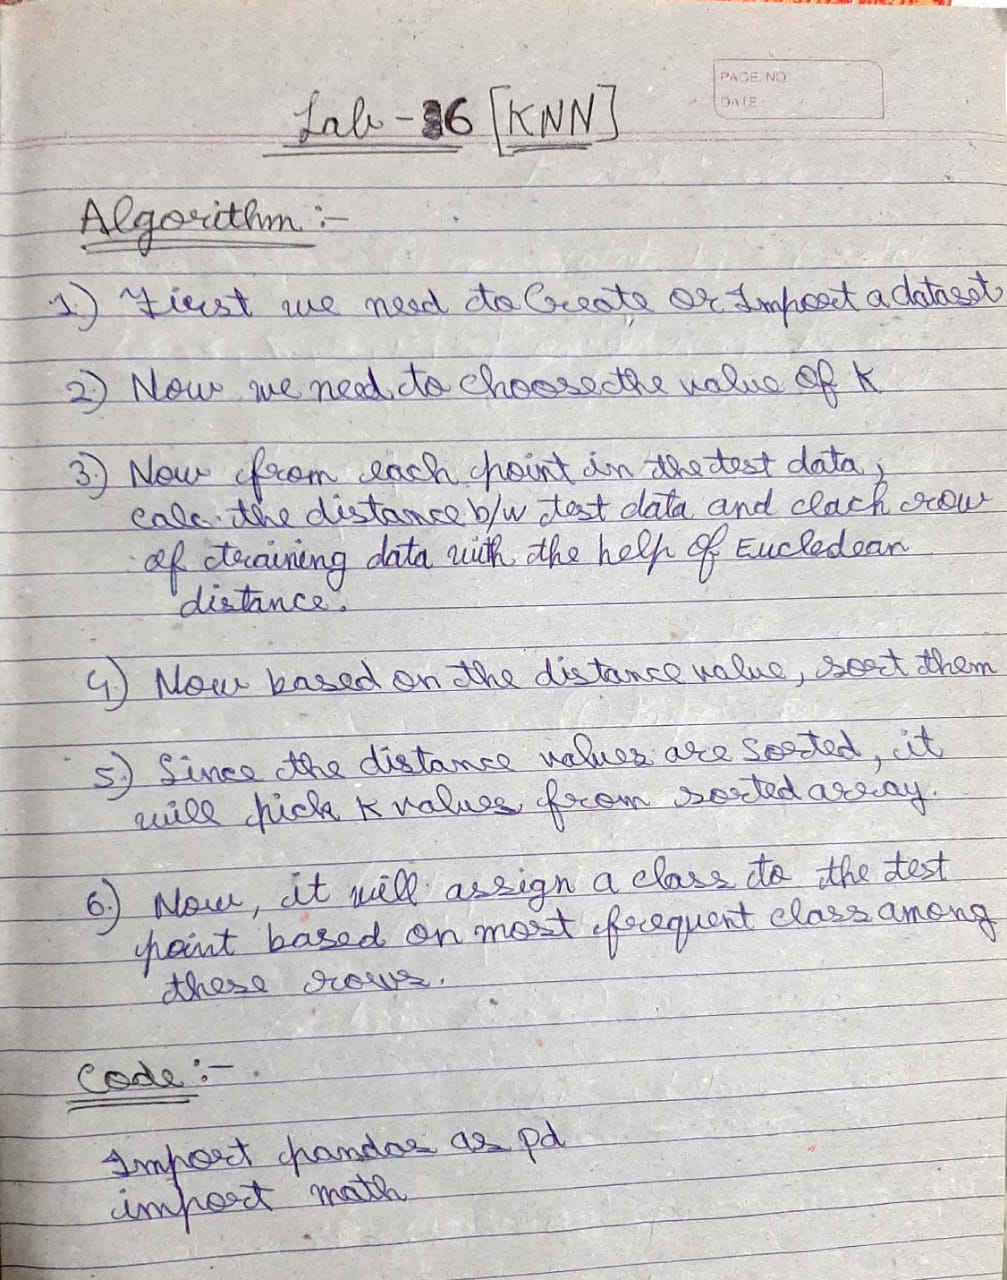 PAGE NO
DATE
Lab - 6 [KNN]
Algorithm :-
1.) First we need to Create or Import a dataset
2.) Now we need to choose the value of K
3.) Now from each point in the test data,
calc. the distance b/w test data and each row
of training data with the help of Eucledean
distance.
4.) Now based on the distance value, sort them
5.) Since the distance values are sorted, it
will pick K values from sorted array.
6.) Now, it will assign a class to the test
point based on most frequent class among
these rows.
Code :-
Import pandas as pd
import math